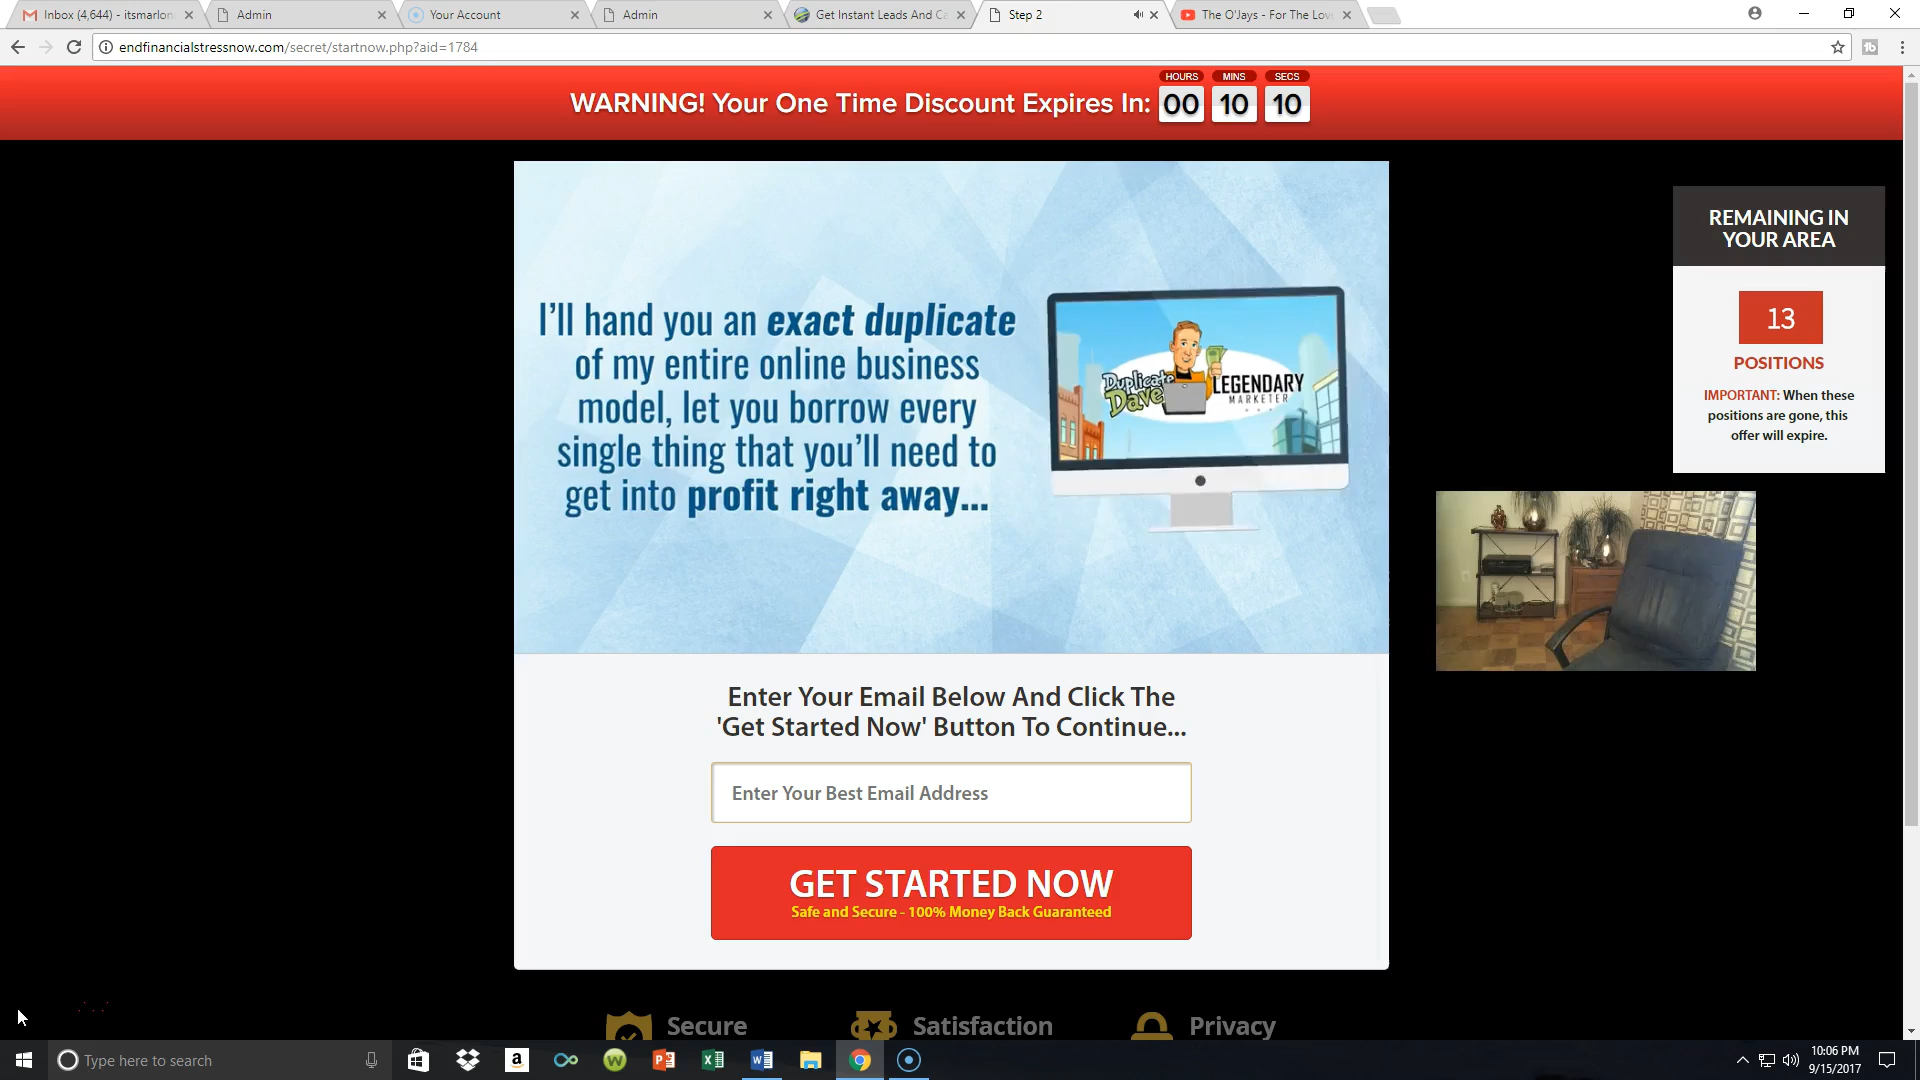 Inbox (4,644) - itsmarlon
Admin
Your Account
Admin
Get Instant Leads And Ca
Step 2
The O'Jays - For The Lov
endfinancialstressnow.com/secret/startnow.php?aid=1784
WARNING! Your One Time Discount Expires In:
HOURS MINS SECS
00 10 10
REMAINING IN
YOUR AREA
13
POSITIONS
IMPORTANT: When these
positions are gone, this
offer will expire.
I'll hand you an exact duplicate
of my entire online business
model, let you borrow every
single thing that you'll need to
get into profit right away...
Duplicate
Dave
LEGENDARY
MARKETER
Enter Your Email Below And Click The
'Get Started Now' Button To Continue...
Enter Your Best Email Address
GET STARTED NOW
Safe and Secure - 100% Money Back Guaranteed
Secure
Satisfaction
Privacy
Type here to search
10:06 PM
9/15/2017